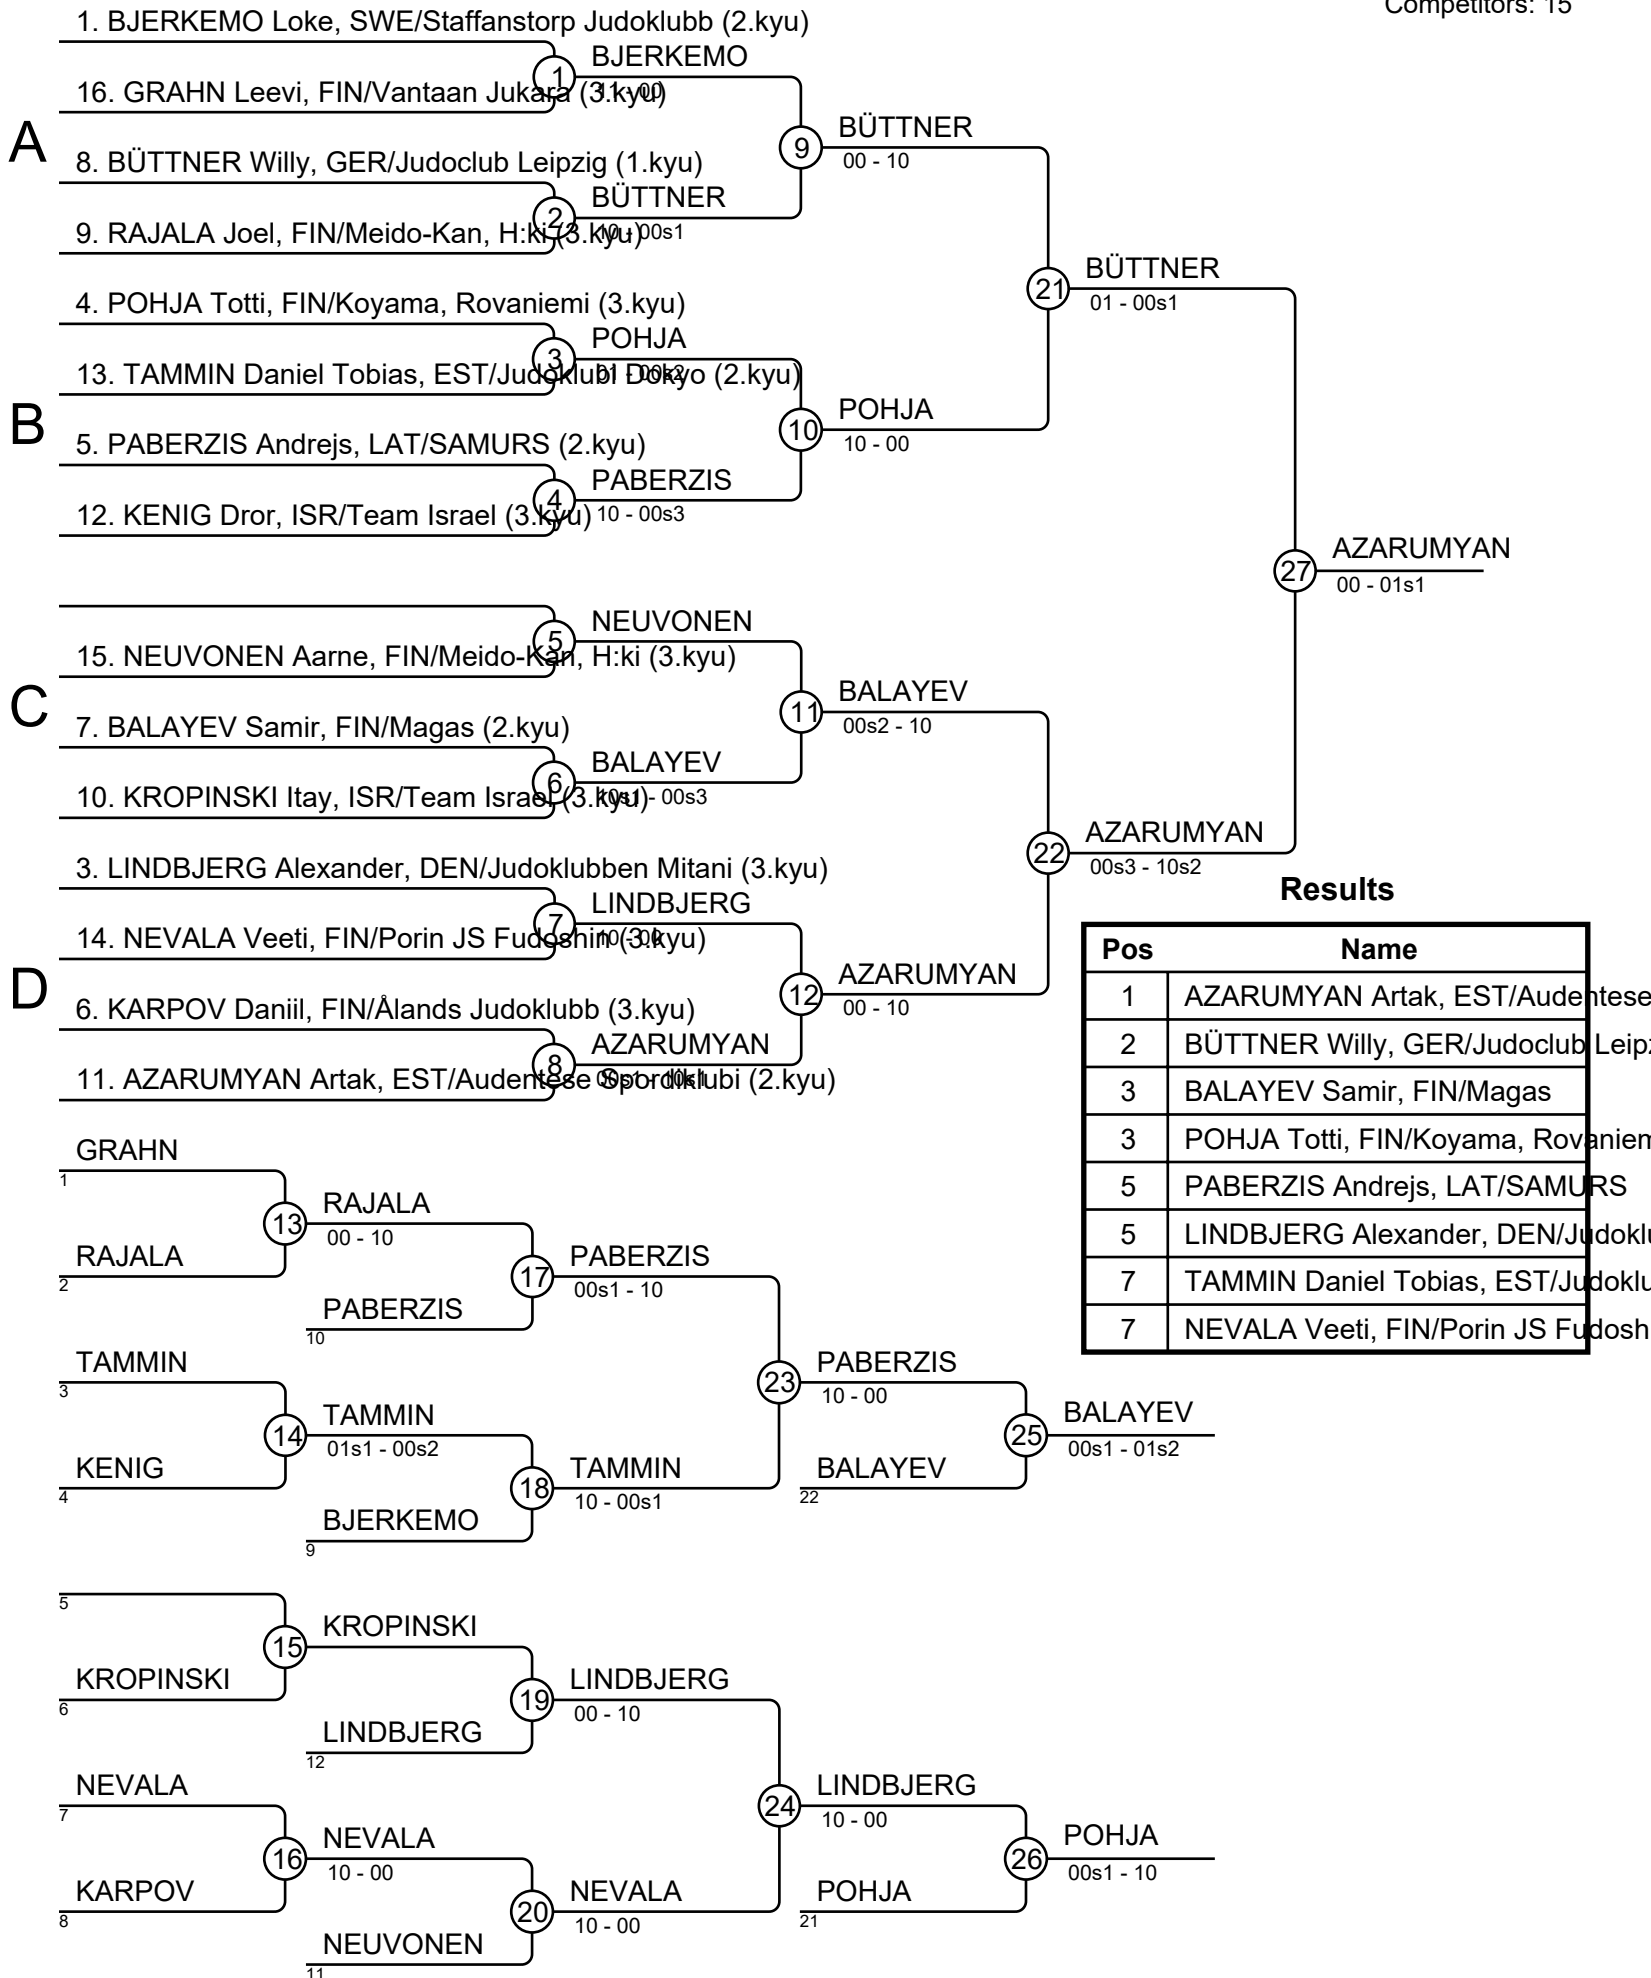 Competitors: 15
1. BJERKEMO Loke, SWE/Staffanstorp Judoklubb (2.kyu)
BJERKEMO
1
16. GRAHN Leevi, FIN/Vantaan Jukara (3.kyu)
A
BÜTTNER
9
00 - 10
8. BÜTTNER Willy, GER/Judoclub Leipzig (1.kyu)
BÜTTNER
2
9. RAJALA Joel, FIN/Meido-Kan, H:ki (3.kyu)
10 - 00s1
BÜTTNER
21
01 - 00s1
4. POHJA Totti, FIN/Koyama, Rovaniemi (3.kyu)
POHJA
3
13. TAMMIN Daniel Tobias, EST/Judoklubi Dokyo (2.kyu)
01 - 00s2
B
POHJA
10
10 - 00
5. PABERZIS Andrejs, LAT/SAMURS (2.kyu)
PABERZIS
4
10 - 00s3
12. KENIG Dror, ISR/Team Israel (3.kyu)
AZARUMYAN
27
00 - 01s1
NEUVONEN
5
15. NEUVONEN Aarne, FIN/Meido-Kan, H:ki (3.kyu)
C
BALAYEV
11
00s2 - 10
7. BALAYEV Samir, FIN/Magas (2.kyu)
BALAYEV
6
10. KROPINSKI Itay, ISR/Team Israel (3.kyu)
10s1 - 00s3
AZARUMYAN
22
00s3 - 10s2
3. LINDBJERG Alexander, DEN/Judoklubben Mitani (3.kyu)
LINDBJERG
7
14. NEVALA Veeti, FIN/Porin JS Fudoshin (3.kyu)
10 - 00
D
AZARUMYAN
12
00 - 10
6. KARPOV Daniil, FIN/Ålands Judoklubb (3.kyu)
AZARUMYAN
8
11. AZARUMYAN Artak, EST/Audentese Spordiklubi (2.kyu)
00s1 - 10s1
Results
Pos Name
1 AZARUMYAN Artak, EST/Audentese
2 BÜTTNER Willy, GER/Judoclub Leipz
3 BALAYEV Samir, FIN/Magas
3 POHJA Totti, FIN/Koyama, Rovaniem
5 PABERZIS Andrejs, LAT/SAMURS
5 LINDBJERG Alexander, DEN/Judoklu
7 TAMMIN Daniel Tobias, EST/Judoklu
7 NEVALA Veeti, FIN/Porin JS Fudosh
GRAHN
1
RAJALA
13
00 - 10
RAJALA
2
PABERZIS
17
00s1 - 10
PABERZIS
10
TAMMIN
3
PABERZIS
23
10 - 00
TAMMIN
14
01s1 - 00s2
BALAYEV
25
00s1 - 01s2
KENIG
4
TAMMIN
18
10 - 00s1
BALAYEV
22
BJERKEMO
9
5
KROPINSKI
15
KROPINSKI
6
LINDBJERG
19
00 - 10
LINDBJERG
12
NEVALA
7
LINDBJERG
24
10 - 00
NEVALA
16
10 - 00
POHJA
26
00s1 - 10
KARPOV
8
NEVALA
20
10 - 00
POHJA
21
NEUVONEN
11